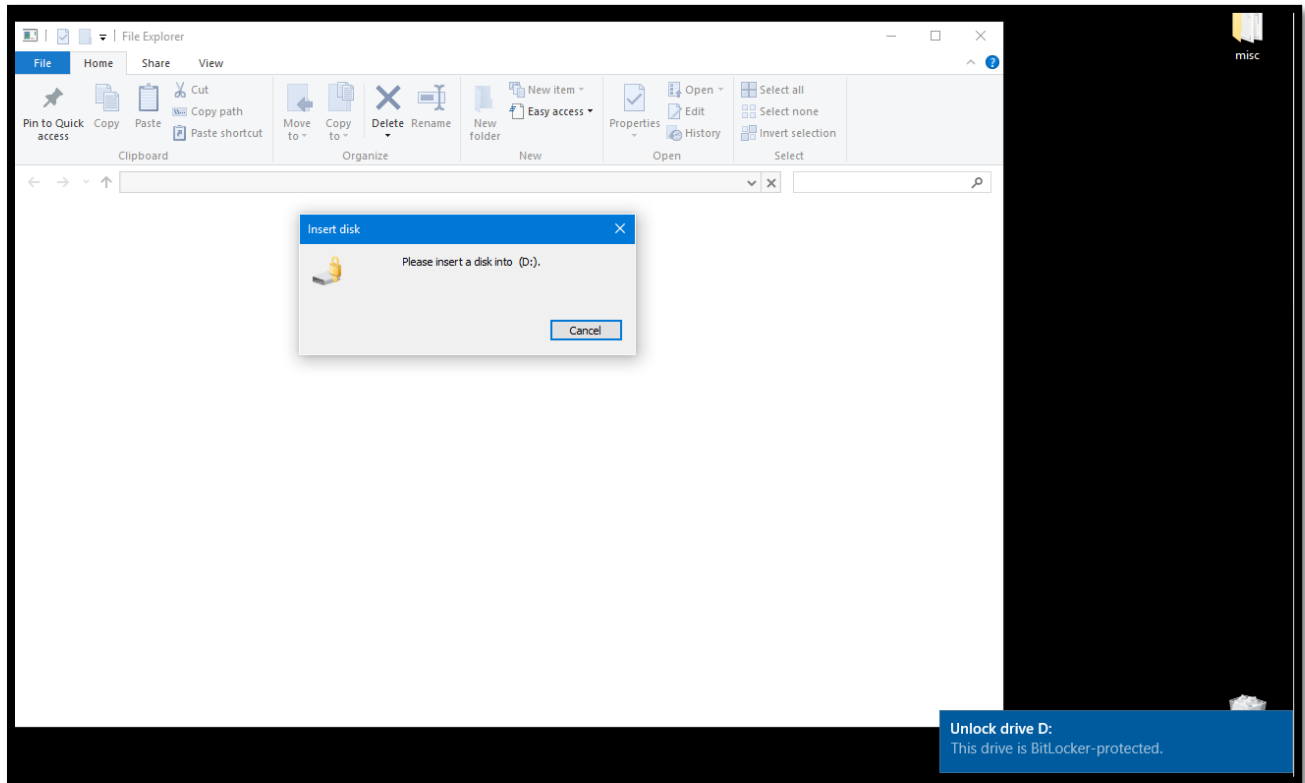 File Explorer
misc
File Home Share View
Pin to Quick access
Copy
Paste
Cut
Copy path
Paste shortcut
Clipboard
Move to
Copy to
Delete
Rename
Organize
New folder
New item
Easy access
New
Properties
Open
Edit
History
Open
Select all
Select none
Invert selection
Select
Insert disk
Please insert a disk into (D:).
Cancel
Unlock drive D:
This drive is BitLocker-protected.